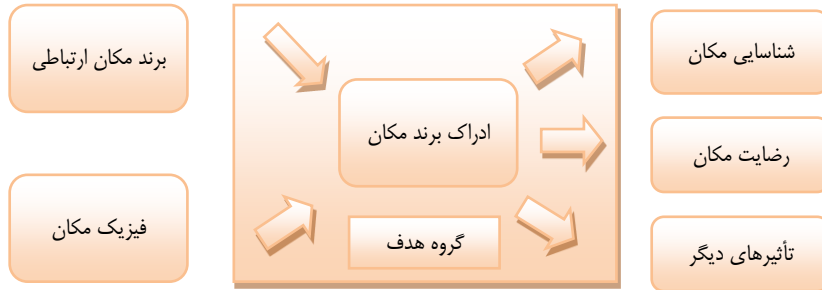 برند مکان ارتباطی
فیزیک مکان
ادراک برند مکان
گروه هدف
شناسایی مکان
رضایت مکان
تأثیرهای دیگر